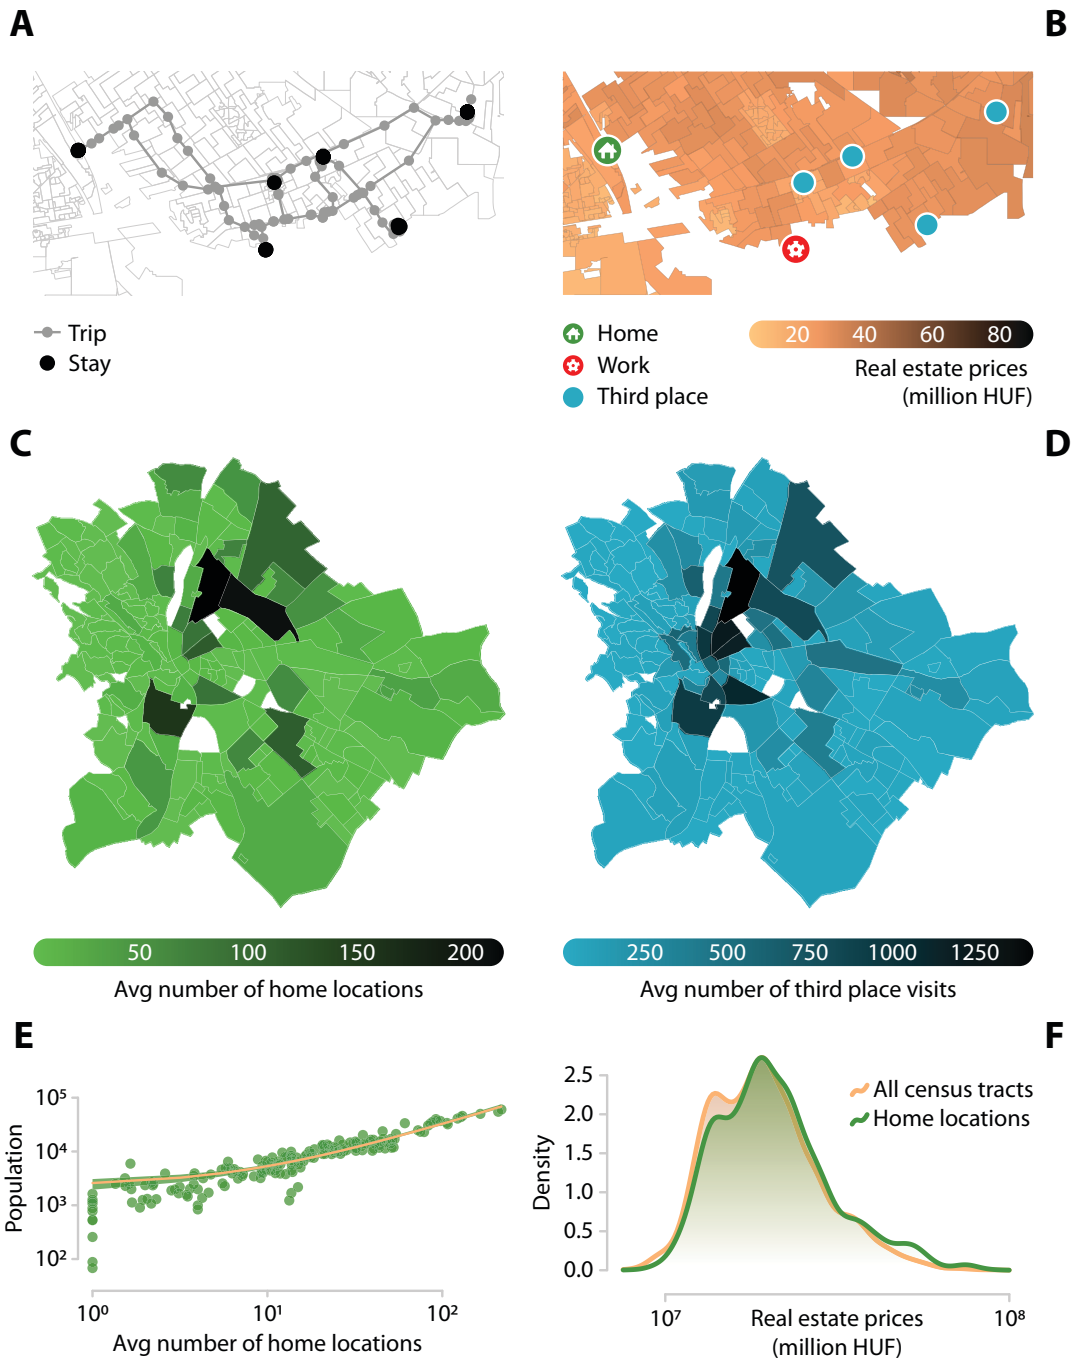 A
B
Trip
Stay
Home
Work
Third place
20 40 60 80
Real estate prices
(million HUF)
C
D
50 100 150 200
Avg number of home locations
250 500 750 1000 1250
Avg number of third place visits
E
F
10⁵
10⁴
10³
10²
Population
10⁰ 10¹ 10²
Avg number of home locations
2.5
2.0
1.5
1.0
0.5
0.0
Density
All census tracts
Home locations
10⁷ 10⁸
Real estate prices
(million HUF)